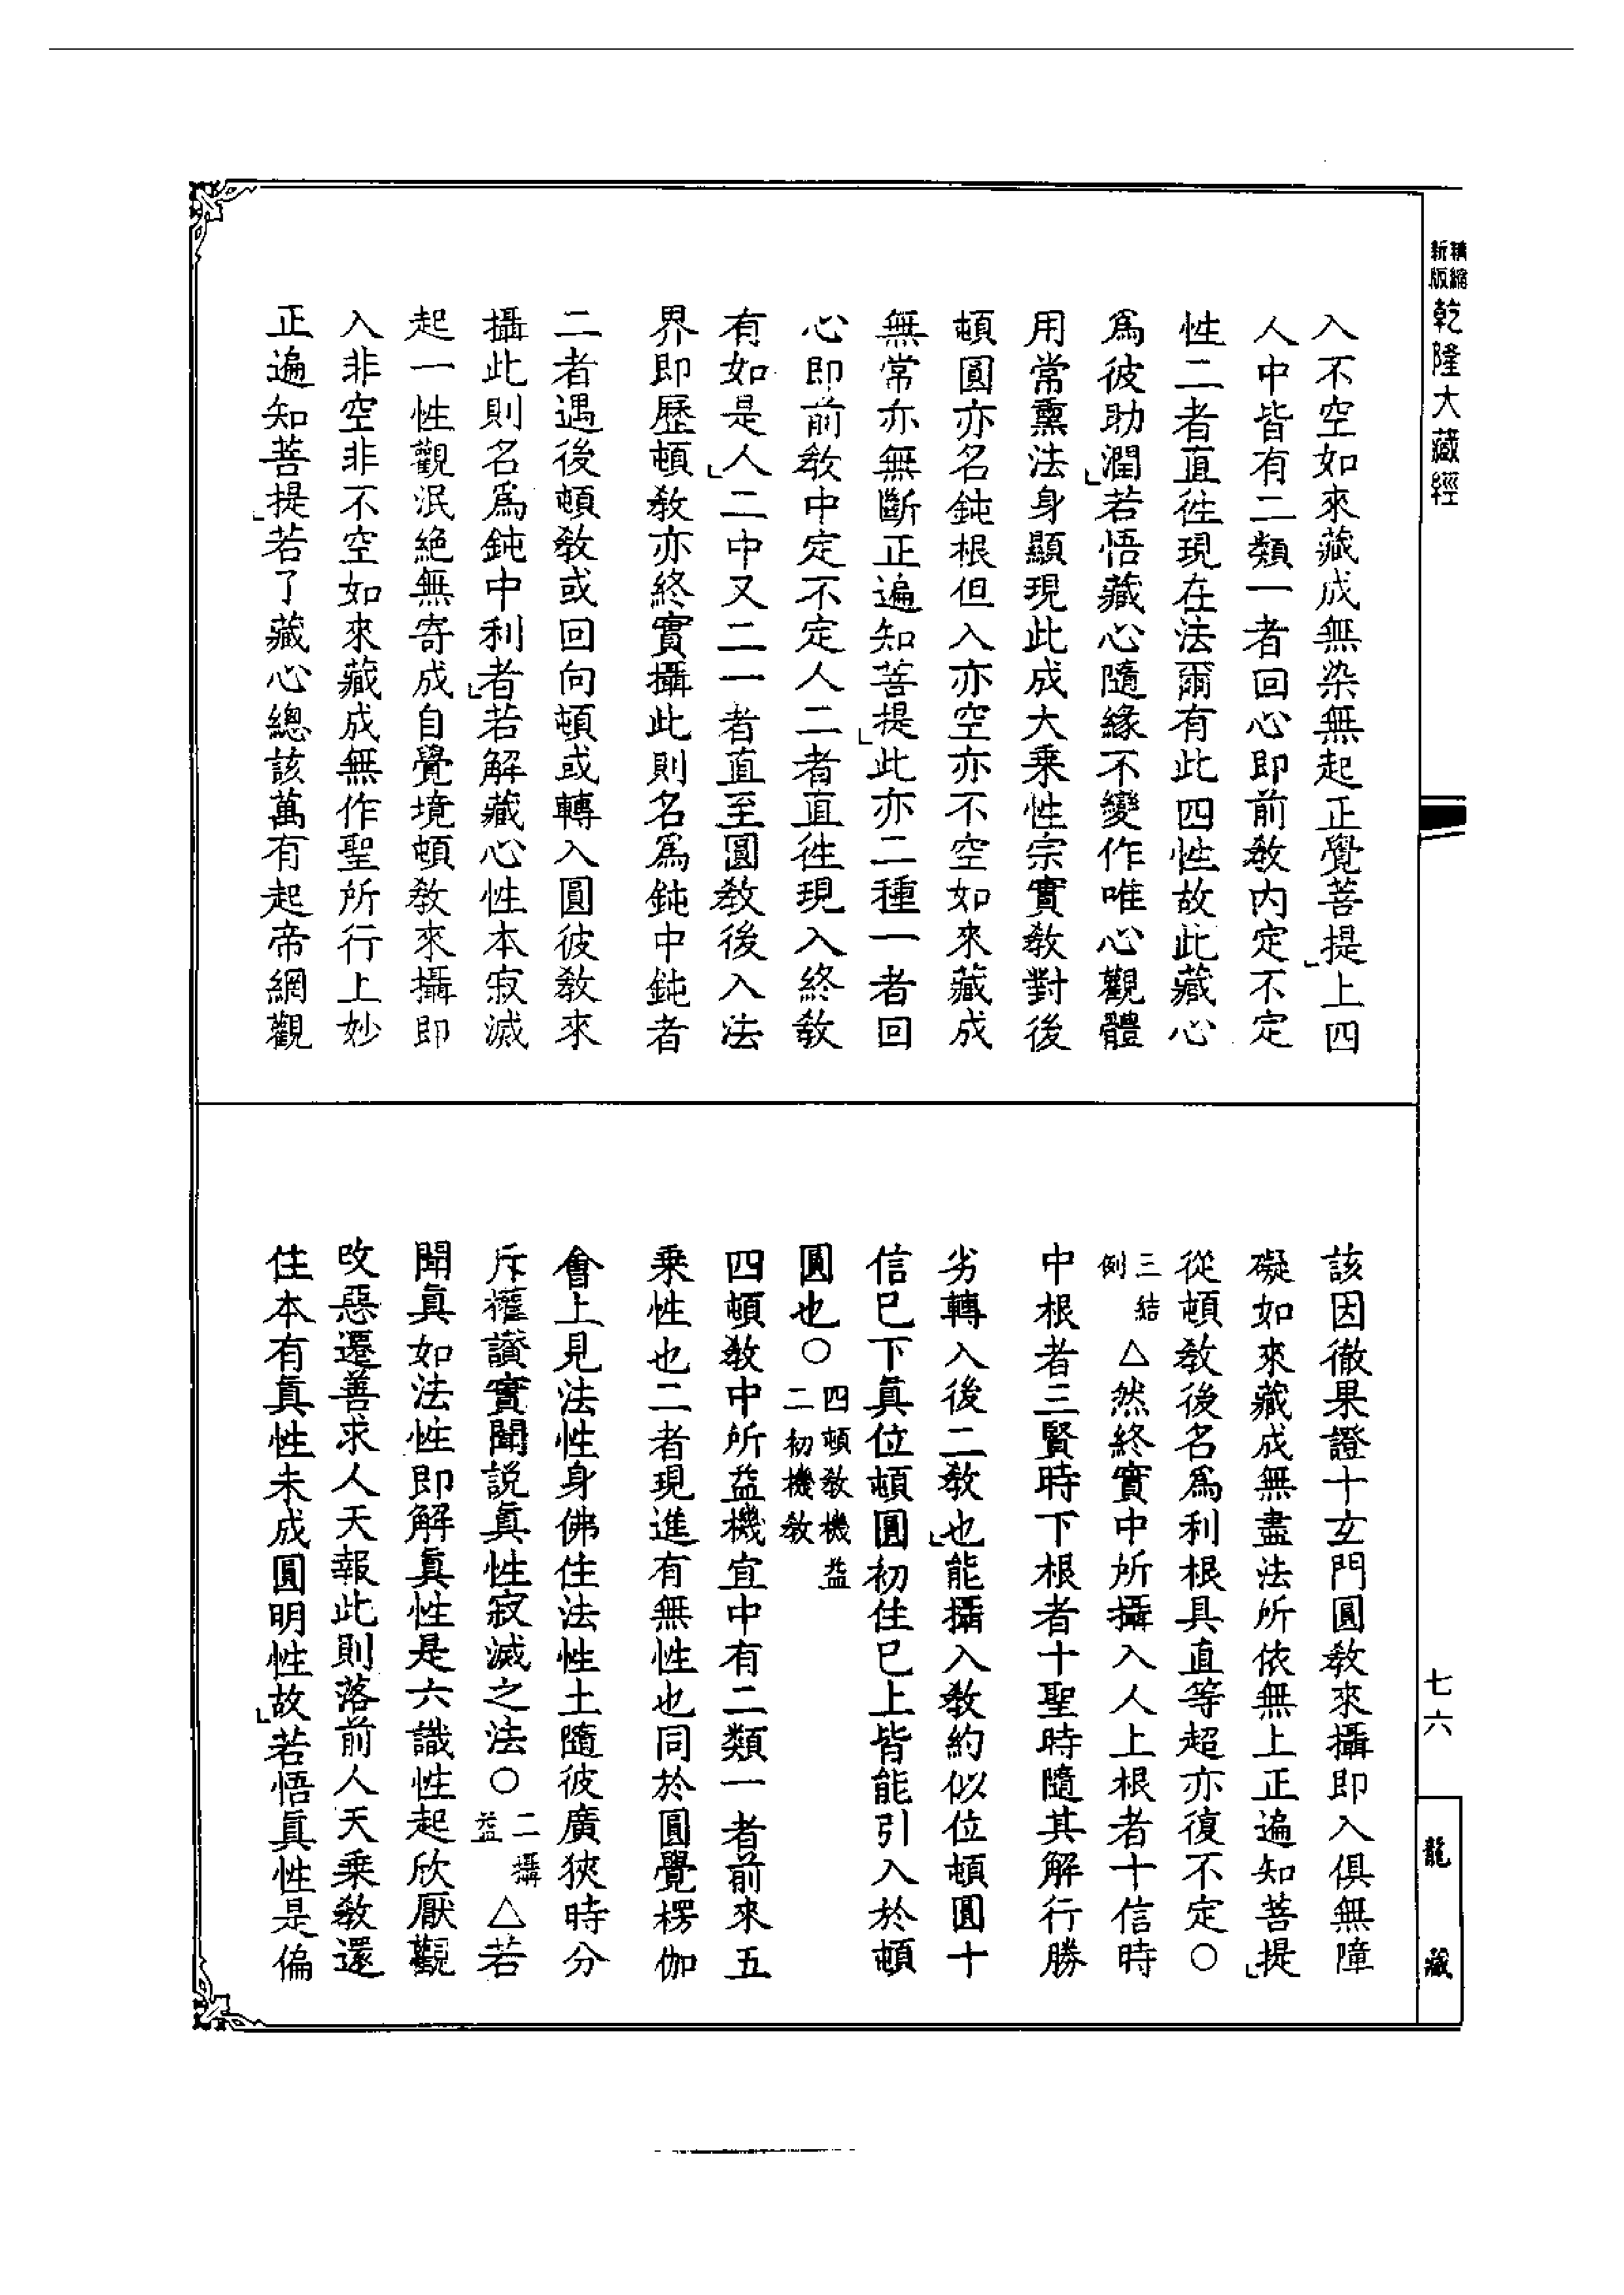 精縮新版乾隆大藏經
入不空如來藏成無染無起正覺菩提」上四
人中皆有二類一者回心即前教内定不定
性二者直徃現在法爾有此四性故此藏心
為彼助潤」若悟藏心隨緣不變作唯心觀體
用常熏法身顯現此成大乘性宗實教對後
頓圓亦名鈍根但入亦空亦不空如來藏成
無常亦無斷正遍知菩提」此亦二種一者回
心即前教中定不定人二者直徃現入終教
有如是人」二中又二一者直至圓教後入法
界即歷頓教亦終實攝此則名為鈍中鈍者
二者遇後頓教或回向頓或轉入圓彼教來
攝此則名為鈍中利者」若解藏心性本寂滅
起一性觀泯絶無寄成自覺境頓教來攝即
入非空非不空如來藏成無作聖所行上妙
正遍知菩提」若了藏心總該萬有起帝網觀
該因徹果證十玄門圓教來攝即入俱無障
礙如來藏成無盡法所依無上正遍知菩提」
從頓教後名為利根具直等超亦復不定○
三結例△然終實中所攝入人上根者十信時
中根者三賢時下根者十聖時隨其解行勝
劣轉入後二教也」能攝入教約似位頓圓十
信巳下真位頓圓初住巳上皆能引入於頓
圓也○四頓教機益二初機教
四頓教中所益機宜中有二類一者前來五
乘性也二者現進有無性也同於圓覺楞伽
會上見法性身佛住法性土隨彼廣狹時分
斥權讚實聞説真性寂滅之法○二攝益△若
聞真如法性即解真性是六識性起欣厭觀
改惡遷善求人天報此則落前人天乘教還
住本有真性未成圓明性故」若悟真性是偏
七六
龍藏